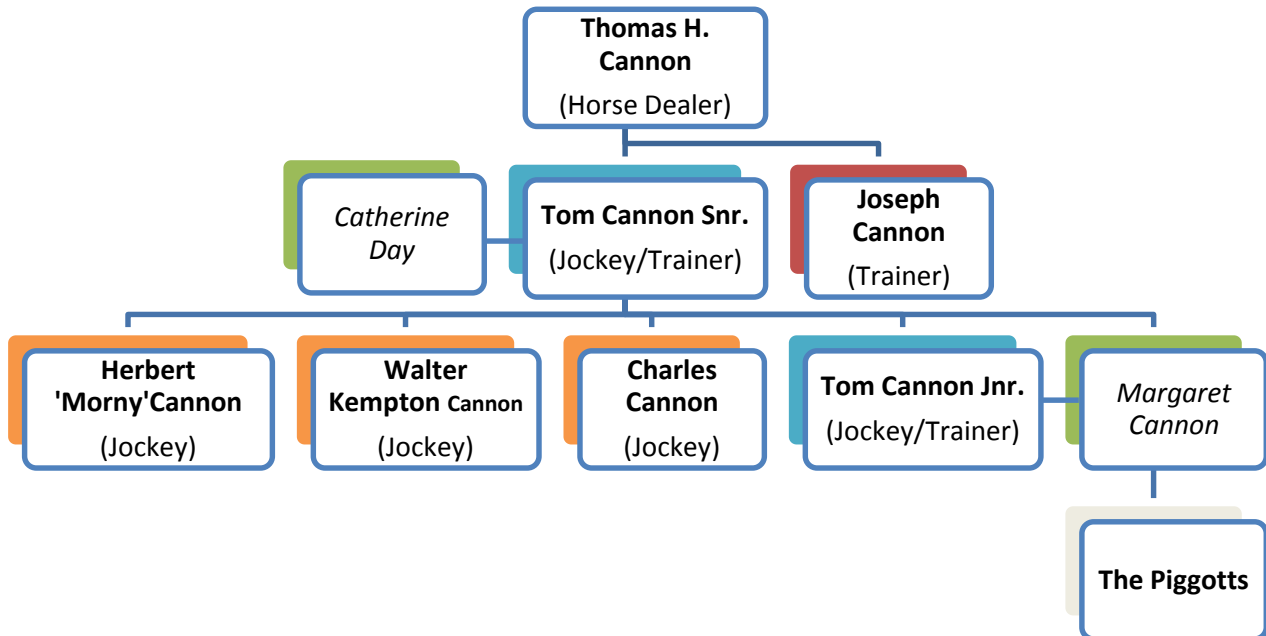 Thomas H.
Cannon
(Horse Dealer)
Catherine
Day
Tom Cannon Snr.
(Jockey/Trainer)
Joseph
Cannon
(Trainer)
Herbert
'Morny'Cannon
(Jockey)
Walter
Kempton Cannon
(Jockey)
Charles
Cannon
(Jockey)
Tom Cannon Jnr.
(Jockey/Trainer)
Margaret
Cannon
The Piggotts